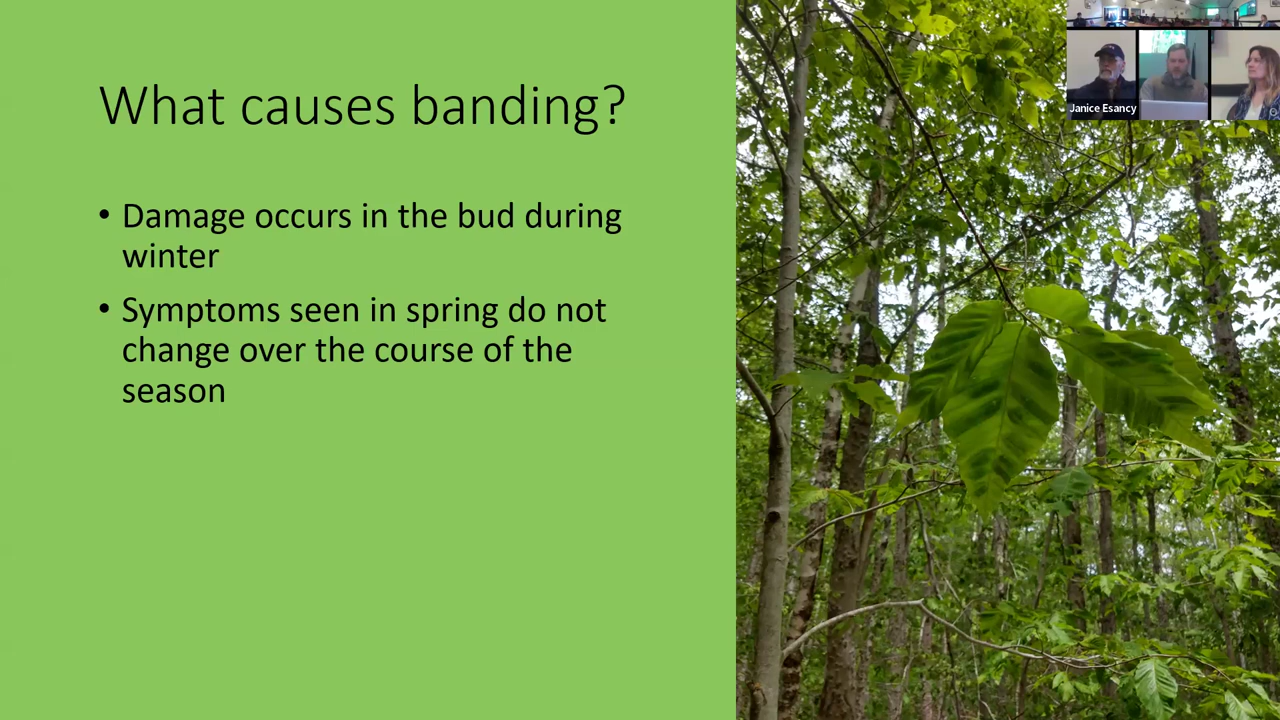 What causes banding?
• Damage occurs in the bud during
winter
• Symptoms seen in spring do not
change over the course of the
season
Janice Esancy